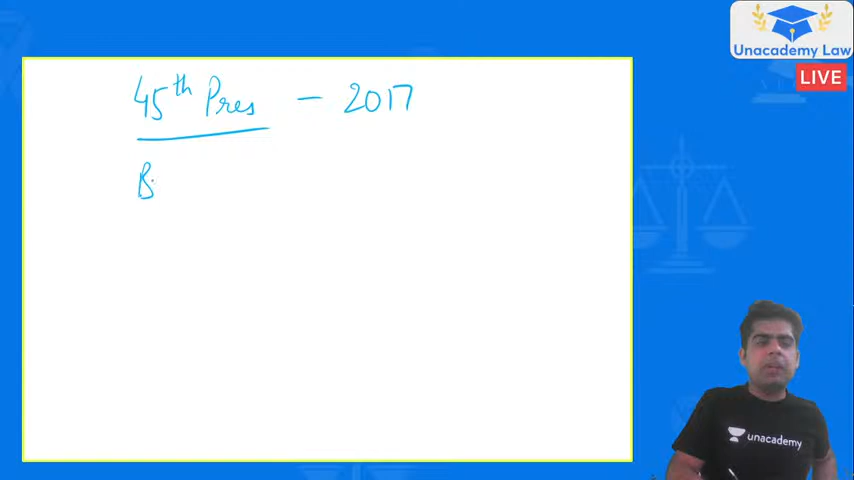 Unacademy Law
LIVE
45th Pres – 2017
B
unacademy